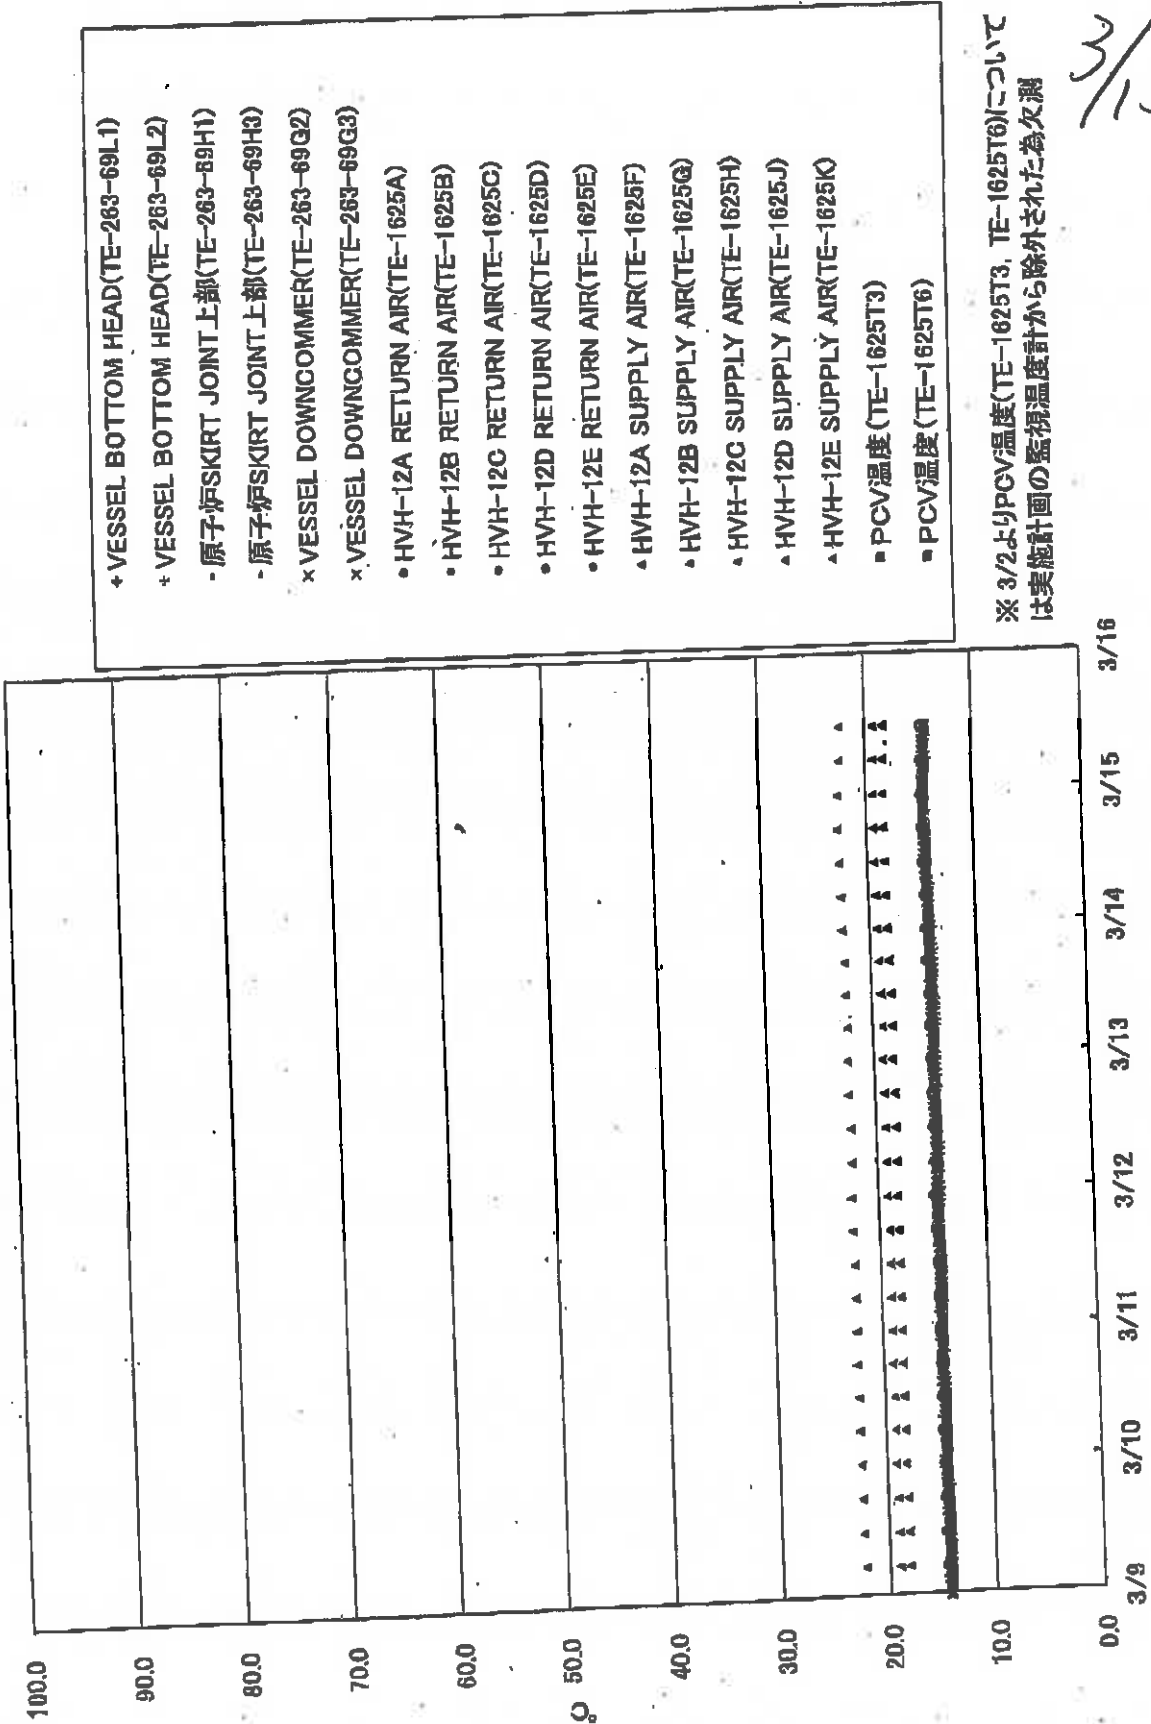 100.0
90.0
80.0
70.0
60.0
50.0
40.0
30.0
20.0
10.0
0.0
℃
3/9
3/10
3/11
3/12
3/13
3/14
3/15
3/16
+ VESSEL BOTTOM HEAD(TE-263-69L1)
+ VESSEL BOTTOM HEAD(TE-263-69L2)
- 原子炉SKIRT JOINT上部(TE-263-69H1)
- 原子炉SKIRT JOINT上部(TE-263-69H3)
× VESSEL DOWNCOMMER(TE-263-69G2)
× VESSEL DOWNCOMMER(TE-263-69G3)
● HVH-12A RETURN AIR(TE-1625A)
● HVH-12B RETURN AIR(TE-1625B)
● HVH-12C RETURN AIR(TE-1625C)
● HVH-12D RETURN AIR(TE-1625D)
● HVH-12E RETURN AIR(TE-1625E)
▲ HVH-12A SUPPLY AIR(TE-1625F)
▲ HVH-12B SUPPLY AIR(TE-1625G)
▲ HVH-12C SUPPLY AIR(TE-1625H)
▲ HVH-12D SUPPLY AIR(TE-1625J)
▲ HVH-12E SUPPLY AIR(TE-1625K)
■ PCV温度(TE-1625T3)
■ PCV温度(TE-1625T6)
※ 3/2よりPCV温度(TE-1625T3, TE-1625T6)について
は実施計画の監視温度計から除外された為欠測